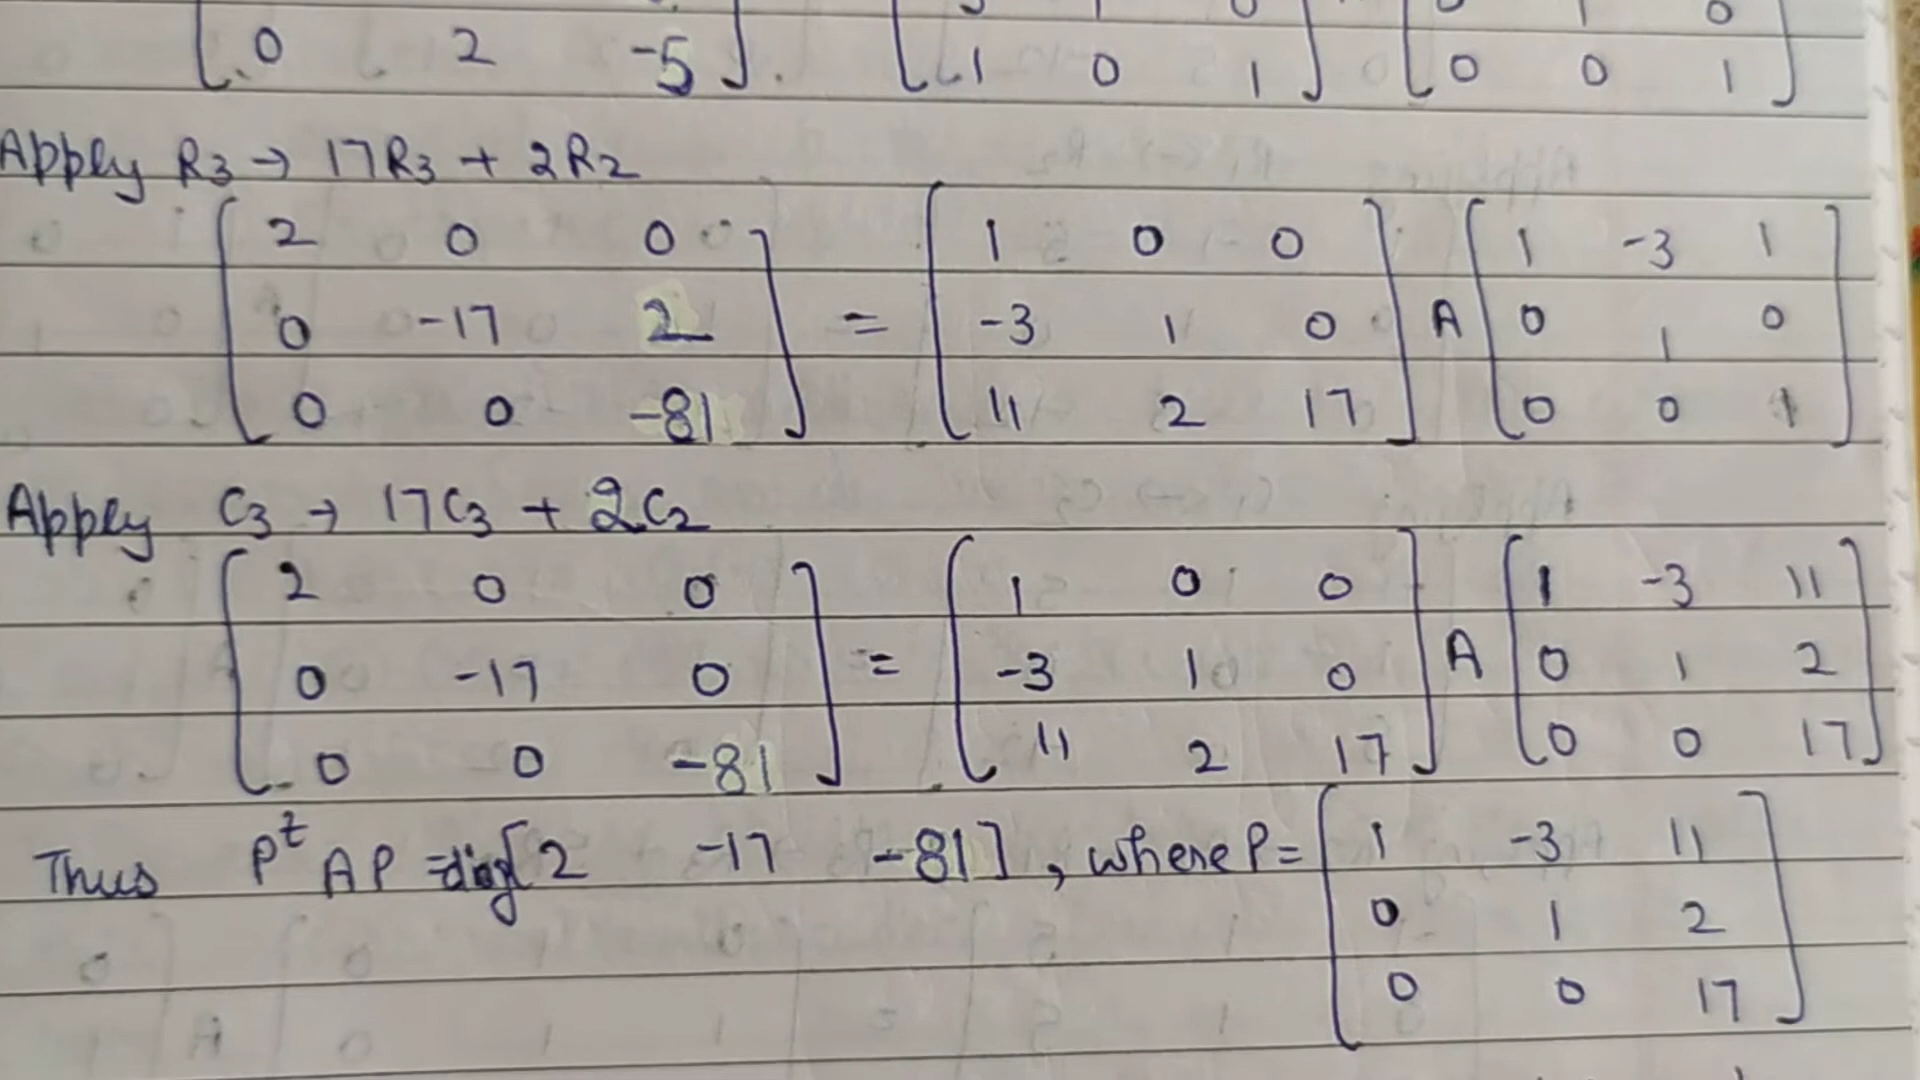 0 2 -5 1 0 1 0 0 1
Apply R3 → 17R3 + 2R2
2 0 0 1 0 0 1 -3 1
0 -17 2 = -3 1 0 A 0 1 0
0 0 -81 11 2 17 0 0 1
Apply C3 → 17C3 + 2C2
2 0 0 1 0 0 1 -3 11
0 -17 0 = -3 1 0 A 0 1 2
0 0 -81 11 2 17 0 0 17
Thus P^t AP = diag[2 -17 -81], where P = 1 -3 11
0 1 2
0 0 17